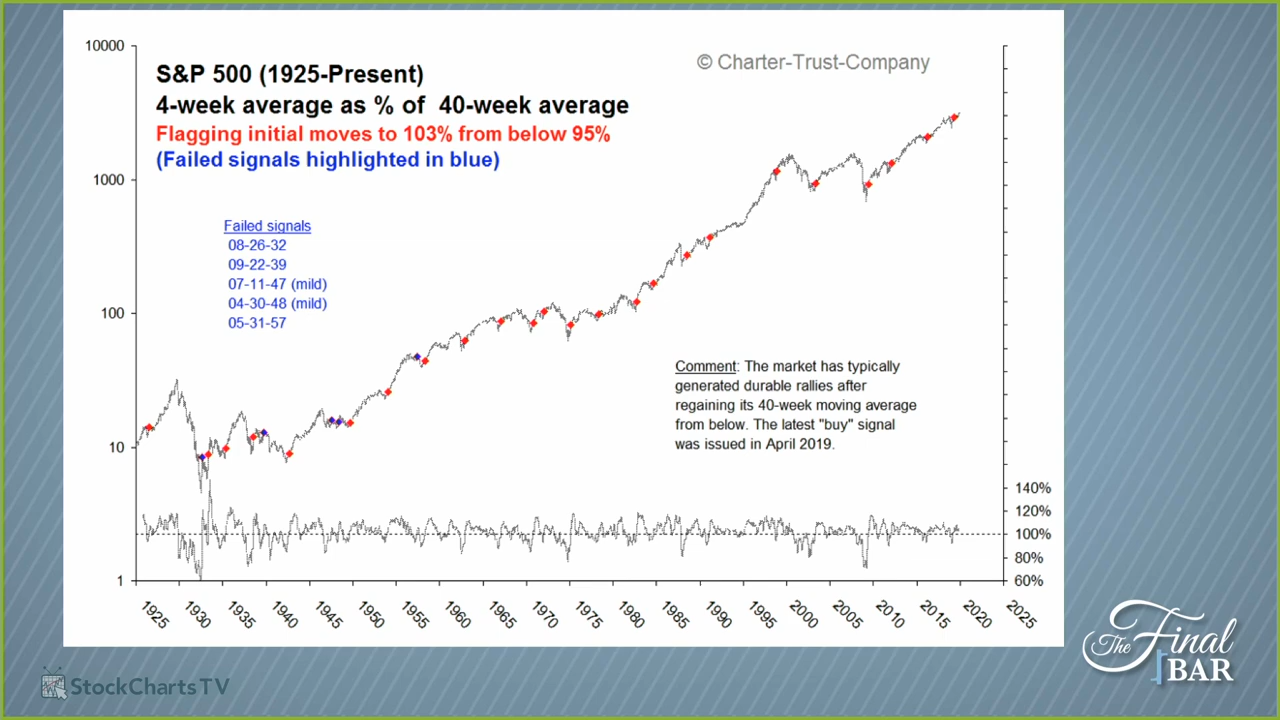 © Charter-Trust-Company
S&P 500 (1925-Present)
4-week average as % of 40-week average
Flagging initial moves to 103% from below 95%
(Failed signals highlighted in blue)
Failed signals
08-26-32
09-22-39
07-11-47 (mild)
04-30-48 (mild)
05-31-57
Comment: The market has typically
generated durable rallies after
regaining its 40-week moving average
from below. The latest "buy" signal
was issued in April 2019.
10000
1000
100
10
1
140%
120%
100%
80%
60%
1925 1930 1935 1940 1945 1950 1955 1960 1965 1970 1975 1980 1985 1990 1995 2000 2005 2010 2015 2020 2025
The Final
BAR
StockChartsTV